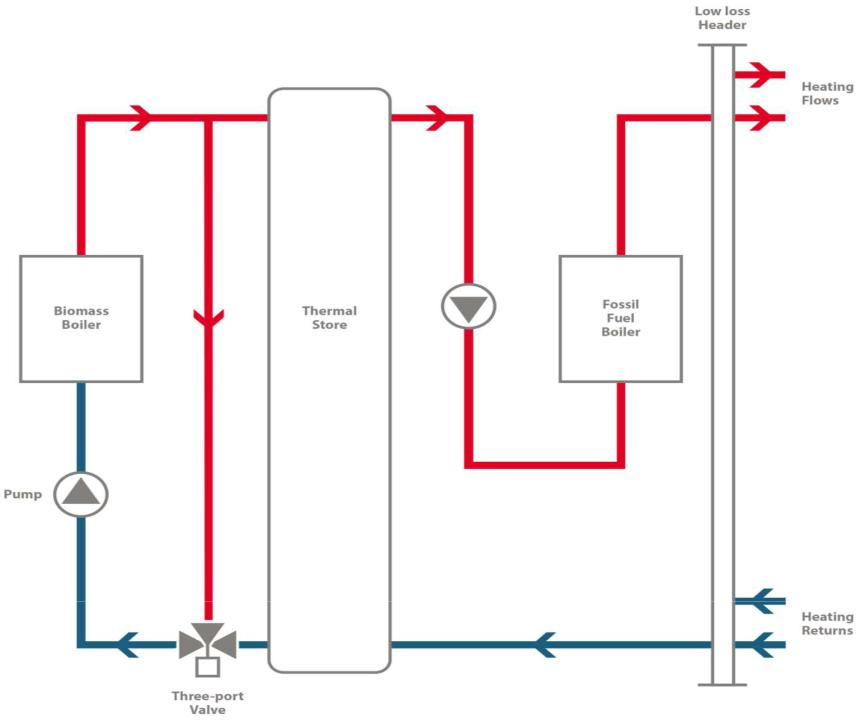 Low loss
Header
Heating
Flows
Biomass
Boiler
Thermal
Store
Fossil
Fuel
Boiler
Pump
Heating
Returns
Three-port
Valve